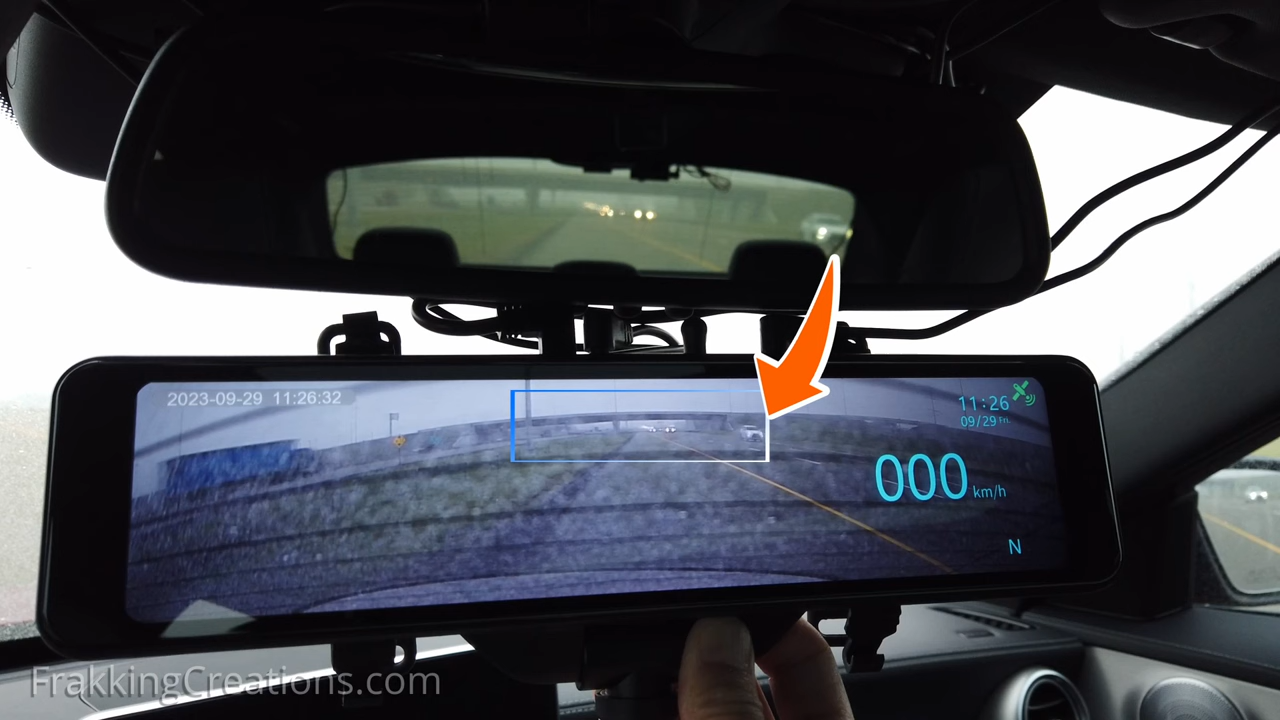 2023-09-29 11:26:32
11:26
09/29 Fri.
000 km/h
N
FrakkingCreations.com